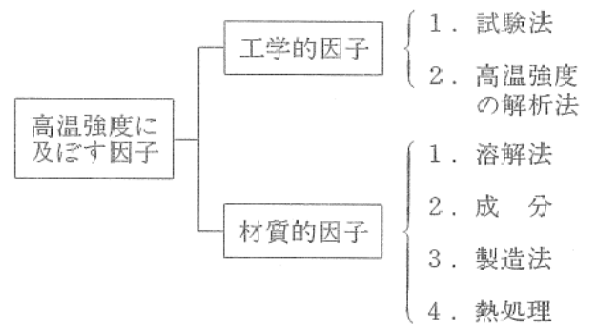 高温強度に
及ぼす因子
工学的因子
1．試験法
2．高温強度
の解析法
材質的因子
1．溶解法
2．成　分
3．製造法
4．熱処理